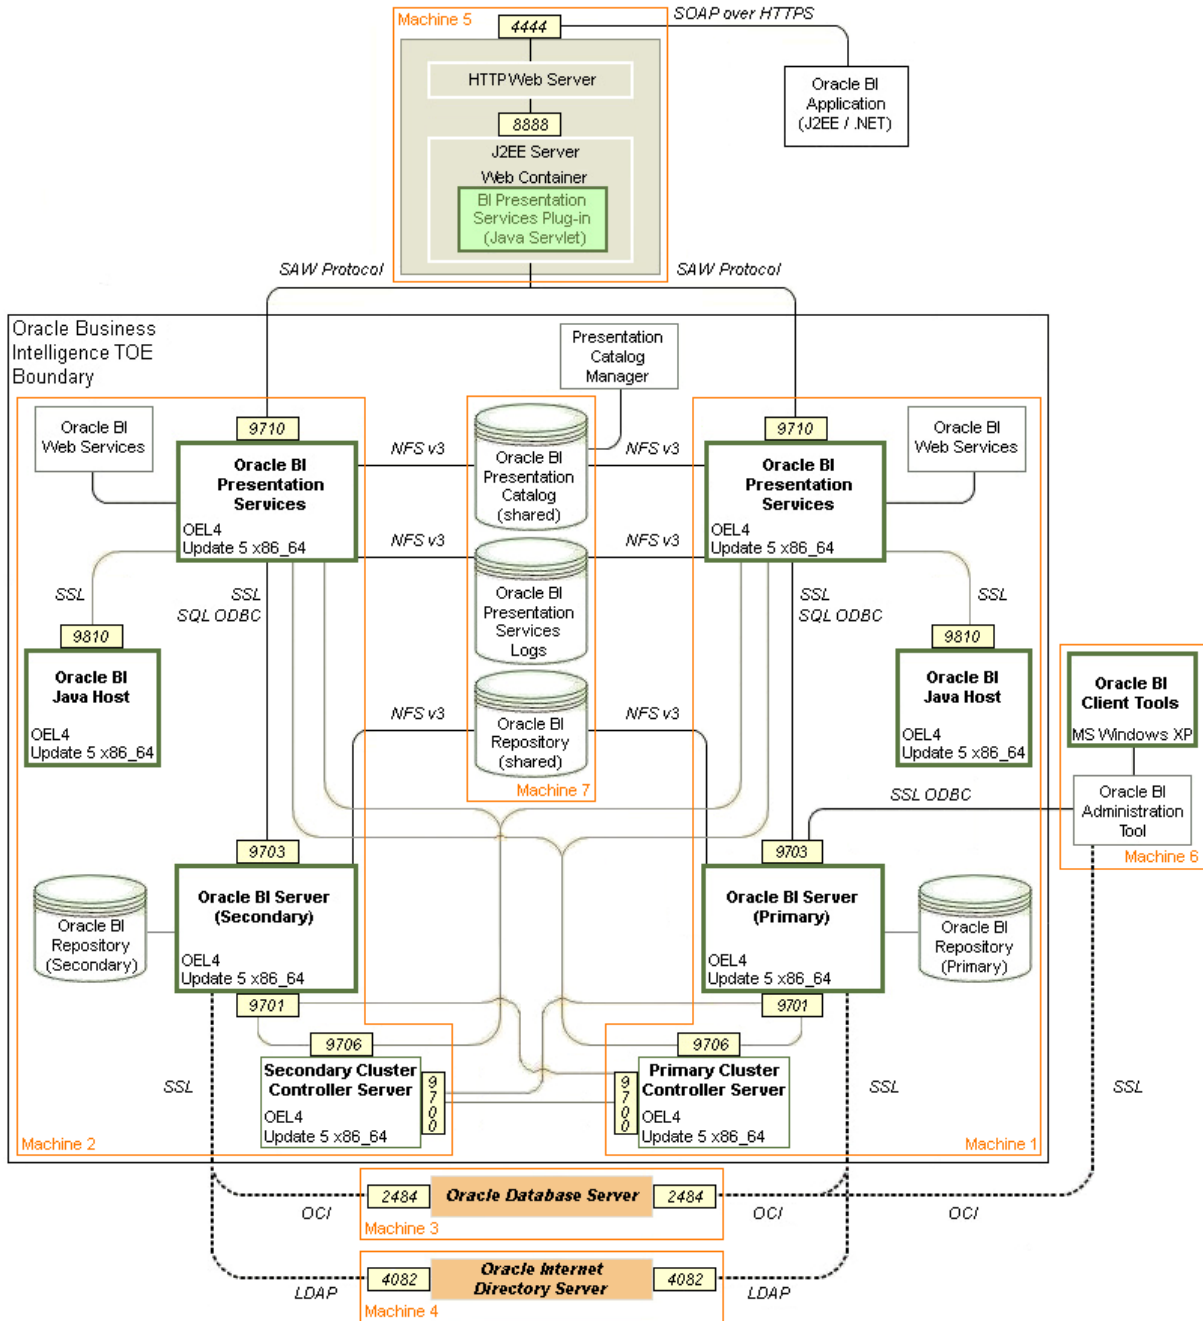 Machine 5
4444
SOAP over HTTPS
HTTP Web Server
Oracle BI
Application
(J2EE / .NET)
8888
J2EE Server
Web Container
BI Presentation
Services Plug-in
(Java Servlet)
SAW Protocol
SAW Protocol
Oracle Business
Intelligence TOE
Boundary
Presentation
Catalog
Manager
Oracle BI
Web Services
9710
NFS v3
Oracle BI
Presentation
Catalog
(shared)
NFS v3
9710
Oracle BI
Web Services
Oracle BI
Presentation
Services
OEL4
Update 5 x86_64
Oracle BI
Presentation
Services
OEL4
Update 5 x86_64
NFS v3
NFS v3
SSL
SSL
SQL ODBC
Oracle BI
Presentation
Services
Logs
SSL
SQL ODBC
SSL
9810
Oracle BI
Java Host
OEL4
Update 5 x86_64
9810
Oracle BI
Java Host
OEL4
Update 5 x86_64
Oracle BI
Client Tools
MS Windows XP
NFS v3
Oracle BI
Repository
(shared)
NFS v3
Machine 7
SSL ODBC
Oracle BI
Administration
Tool
Machine 6
9703
9703
Oracle BI Server
(Secondary)
OEL4
Update 5 x86_64
Oracle BI
Repository
(Secondary)
Oracle BI Server
(Primary)
OEL4
Update 5 x86_64
Oracle BI
Repository
(Primary)
9701
9701
9706
9706
Secondary Cluster
Controller Server
OEL4
Update 5 x86_64
9700
9700
Primary Cluster
Controller Server
OEL4
Update 5 x86_64
SSL
SSL
SSL
Machine 2
Machine 1
2484
Oracle Database Server
2484
OCI
OCI
OCI
Machine 3
4082
Oracle Internet
Directory Server
4082
LDAP
LDAP
Machine 4